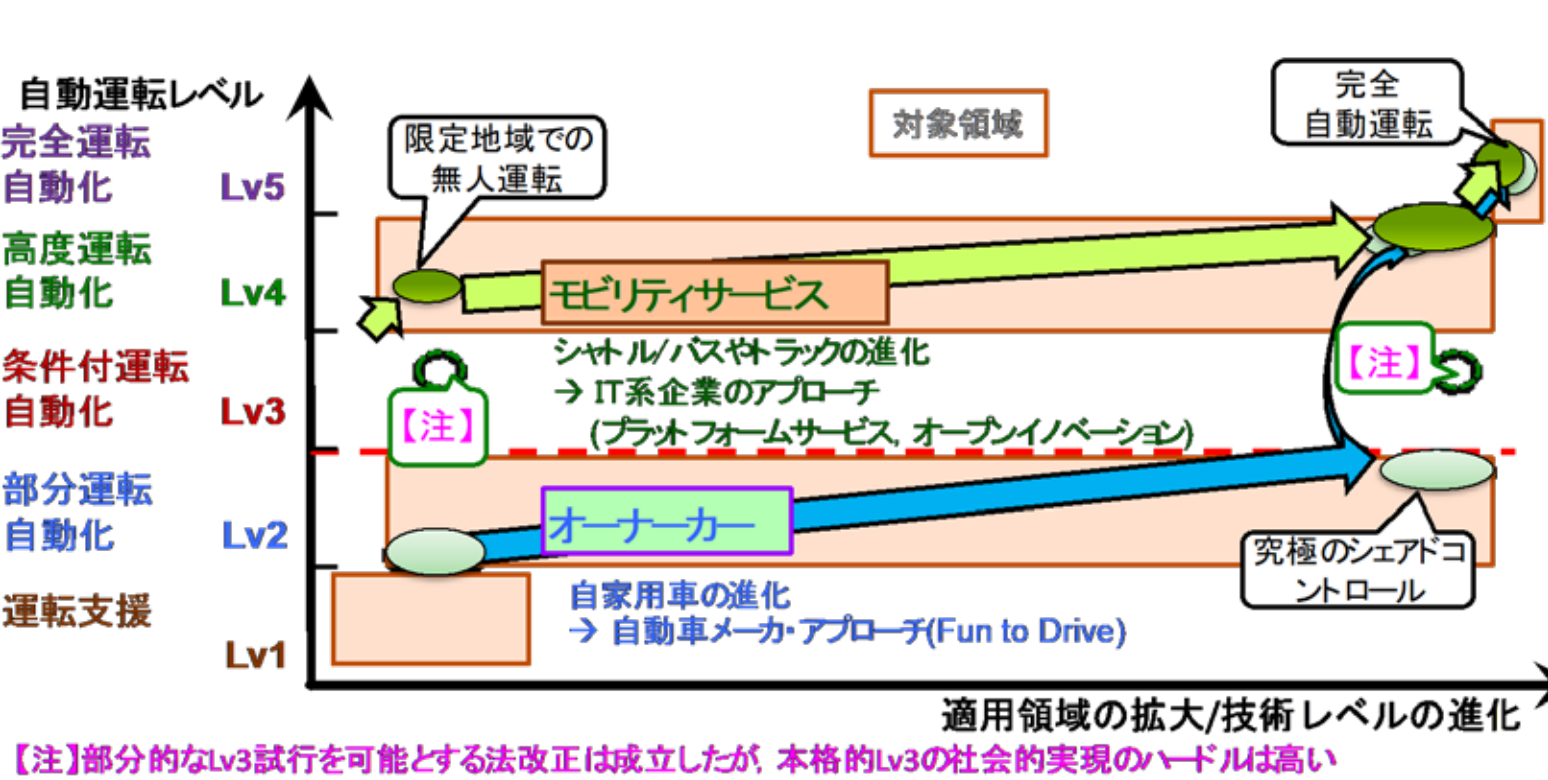 自動運転レベル
完全運転
自動化 Lv5
高度運転
自動化 Lv4
条件付運転
自動化 Lv3
部分運転
自動化 Lv2
運転支援
Lv1
限定地域での
無人運転
対象領域
完全
自動運転
モビリティサービス
シャトル/バスやトラックの進化
→ IT系企業のアプローチ
(プラットフォームサービス, オープンイノベーション)
【注】
【注】
オーナーカー
自家用車の進化
→ 自動車メーカ・アプローチ(Fun to Drive)
究極のシェアドコ
ントロール
適用領域の拡大/技術レベルの進化
【注】部分的なLv3試行を可能とする法改正は成立したが, 本格的Lv3の社会的実現のハードルは高い